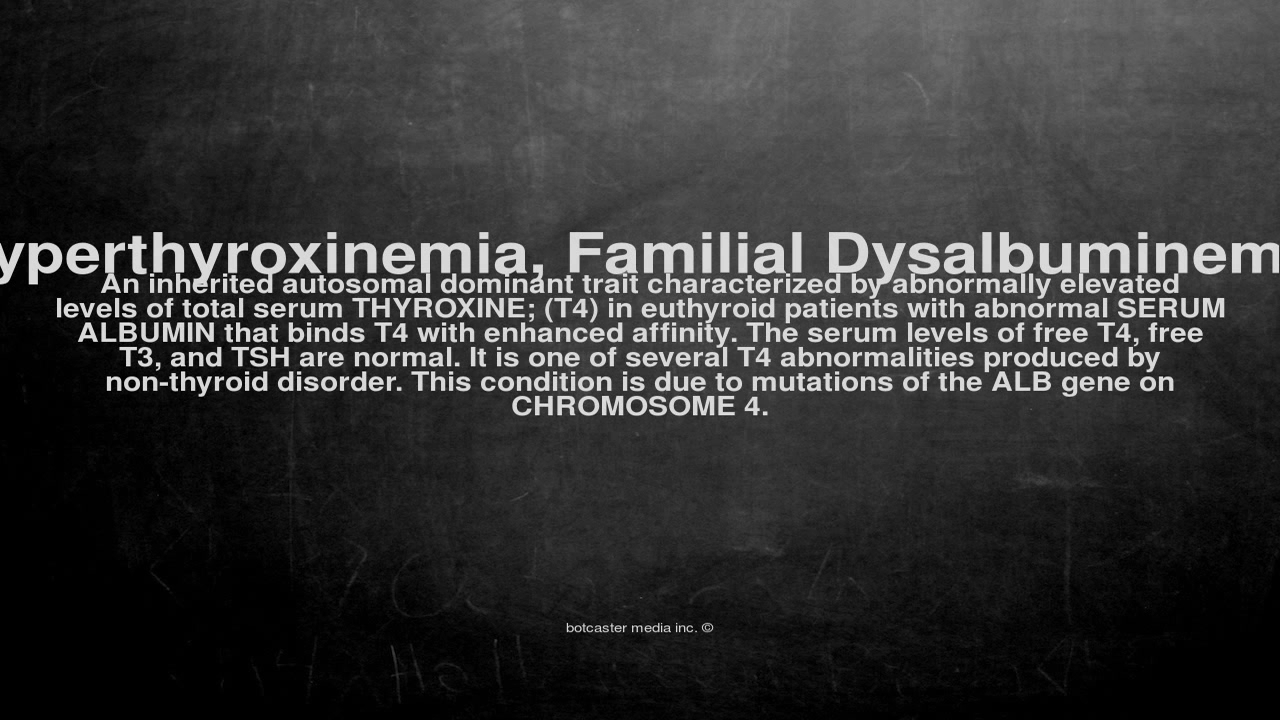 yperthyroxinemia, Familial Dysalbuminem
An inherited autosomal dominant trait characterized by abnormally elevated
levels of total serum THYROXINE; (T4) in euthyroid patients with abnormal SERUM
ALBUMIN that binds T4 with enhanced affinity. The serum levels of free T4, free
T3, and TSH are normal. It is one of several T4 abnormalities produced by
non-thyroid disorder. This condition is due to mutations of the ALB gene on
CHROMOSOME 4.
botcaster media inc. ©